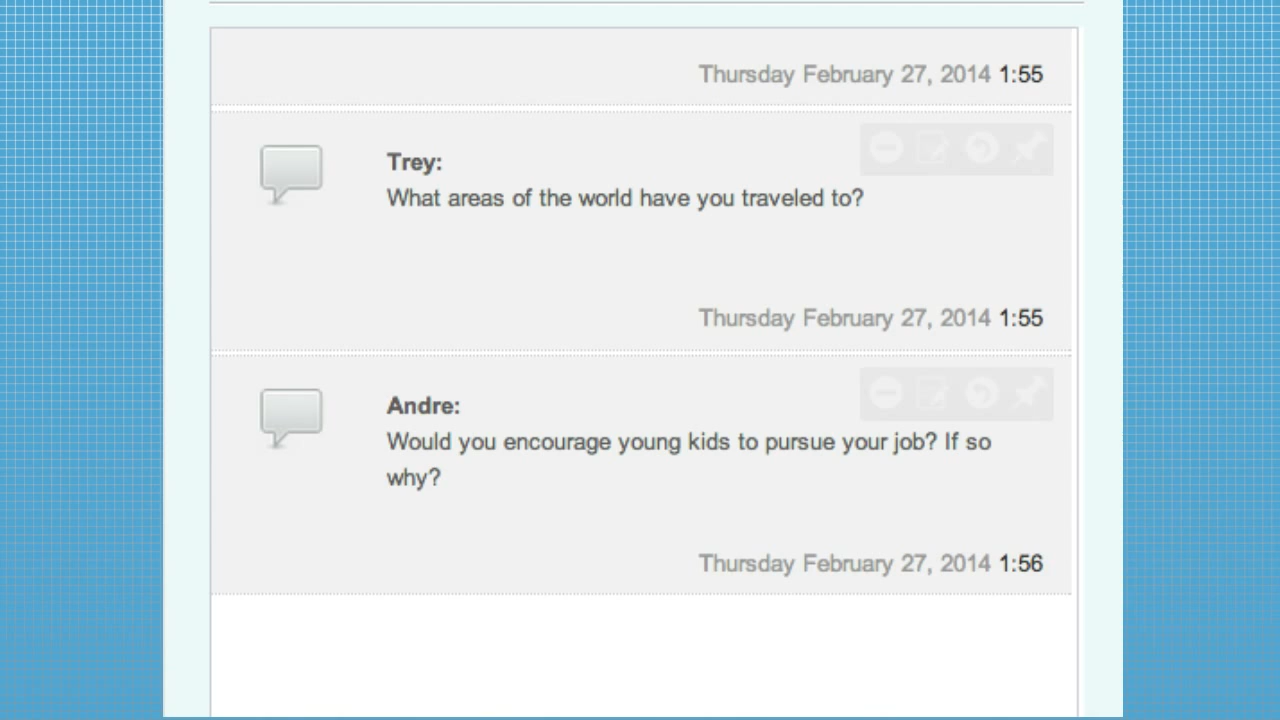 Thursday February 27, 2014 1:55
Trey:
What areas of the world have you traveled to?
Thursday February 27, 2014 1:55
Andre:
Would you encourage young kids to pursue your job? If so
why?
Thursday February 27, 2014 1:56